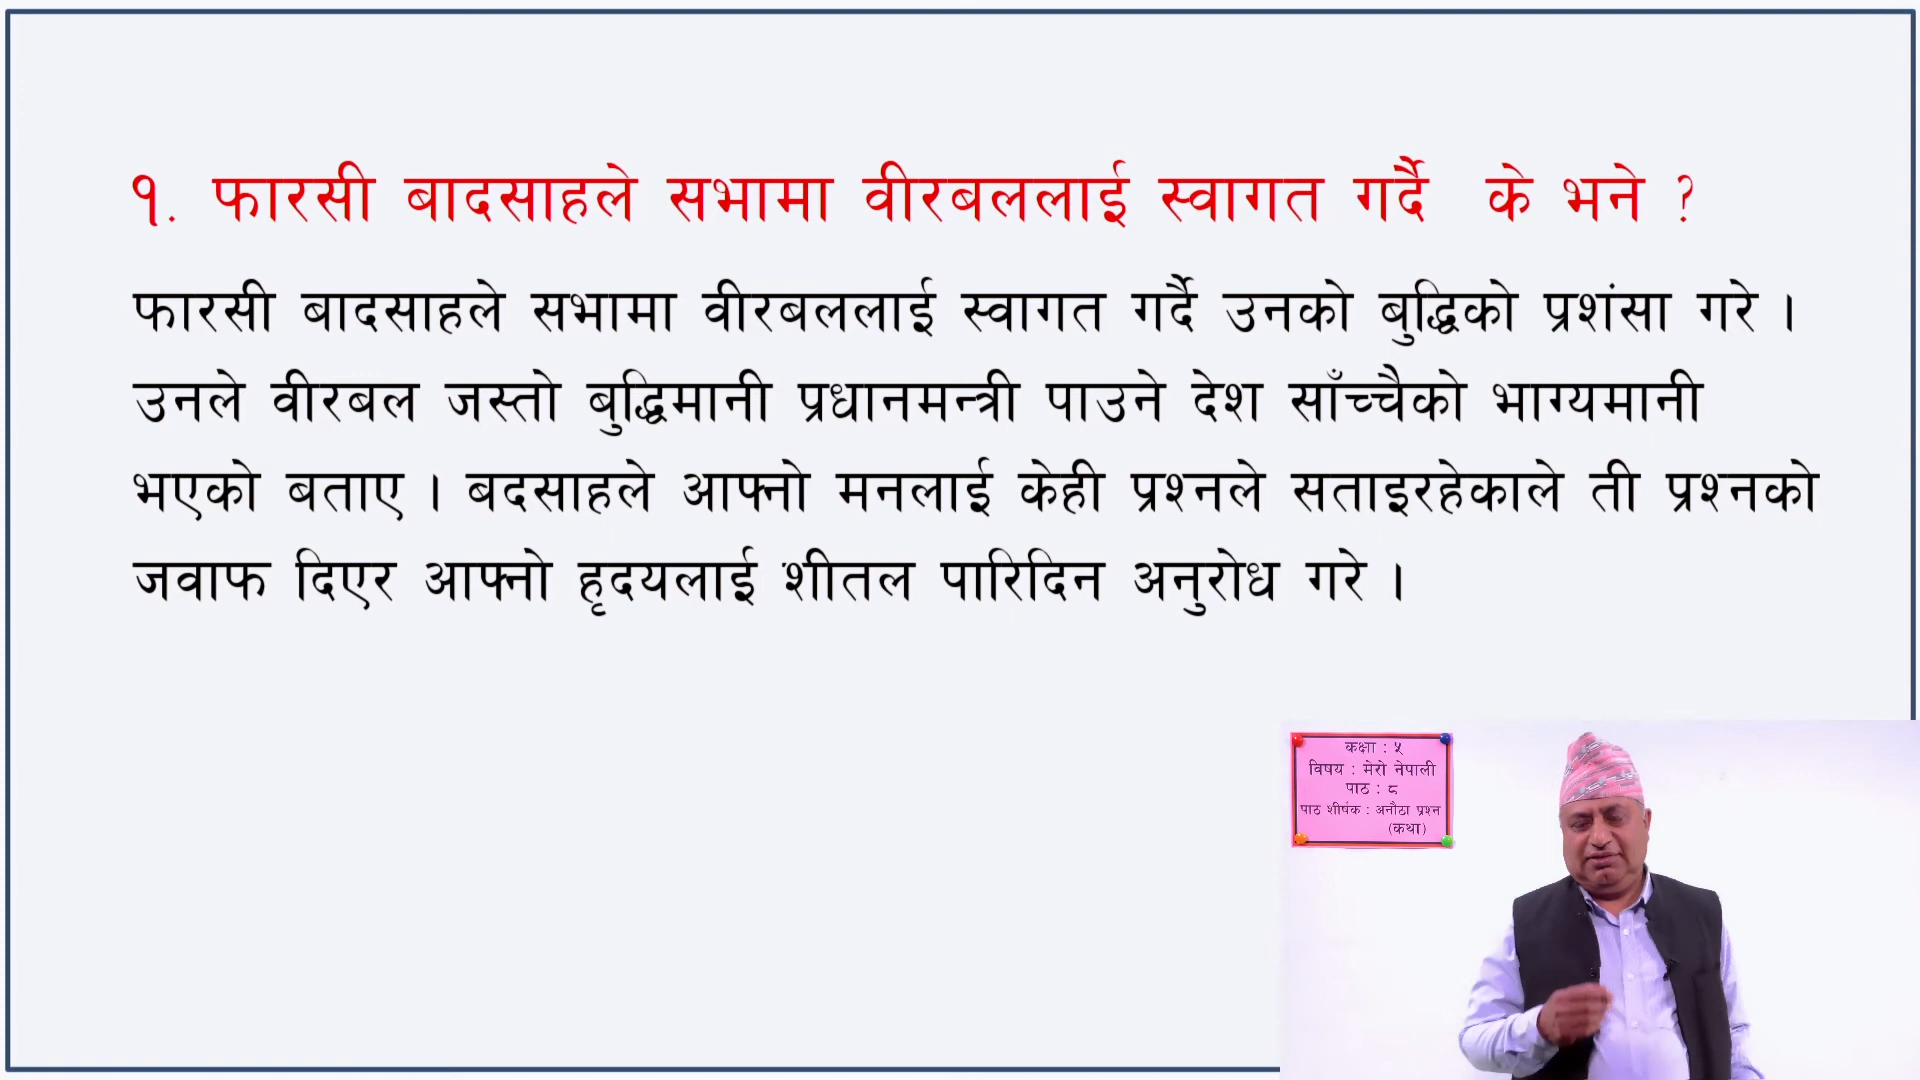 १. फारसी बादसाहले सभामा वीरबललाई स्वागत गर्दै के भने ?
फारसी बादसाहले सभामा वीरबललाई स्वागत गर्दै उनको बुद्धिको प्रशंसा गरे ।
उनले वीरबल जस्तो बुद्धिमानी प्रधानमन्त्री पाउने देश साँच्चैको भाग्यमानी
भएको बताए । बदसाहले आफ्नो मनलाई केही प्रश्नले सताइरहेकाले ती प्रश्नको
जवाफ दिएर आफ्नो हृदयलाई शीतल पारिदिन अनुरोध गरे ।
कक्षा : ५
विषय : मेरो नेपाली
पाठ : ८
पाठ शीर्षक : अनौठा प्रश्न
(कथा)